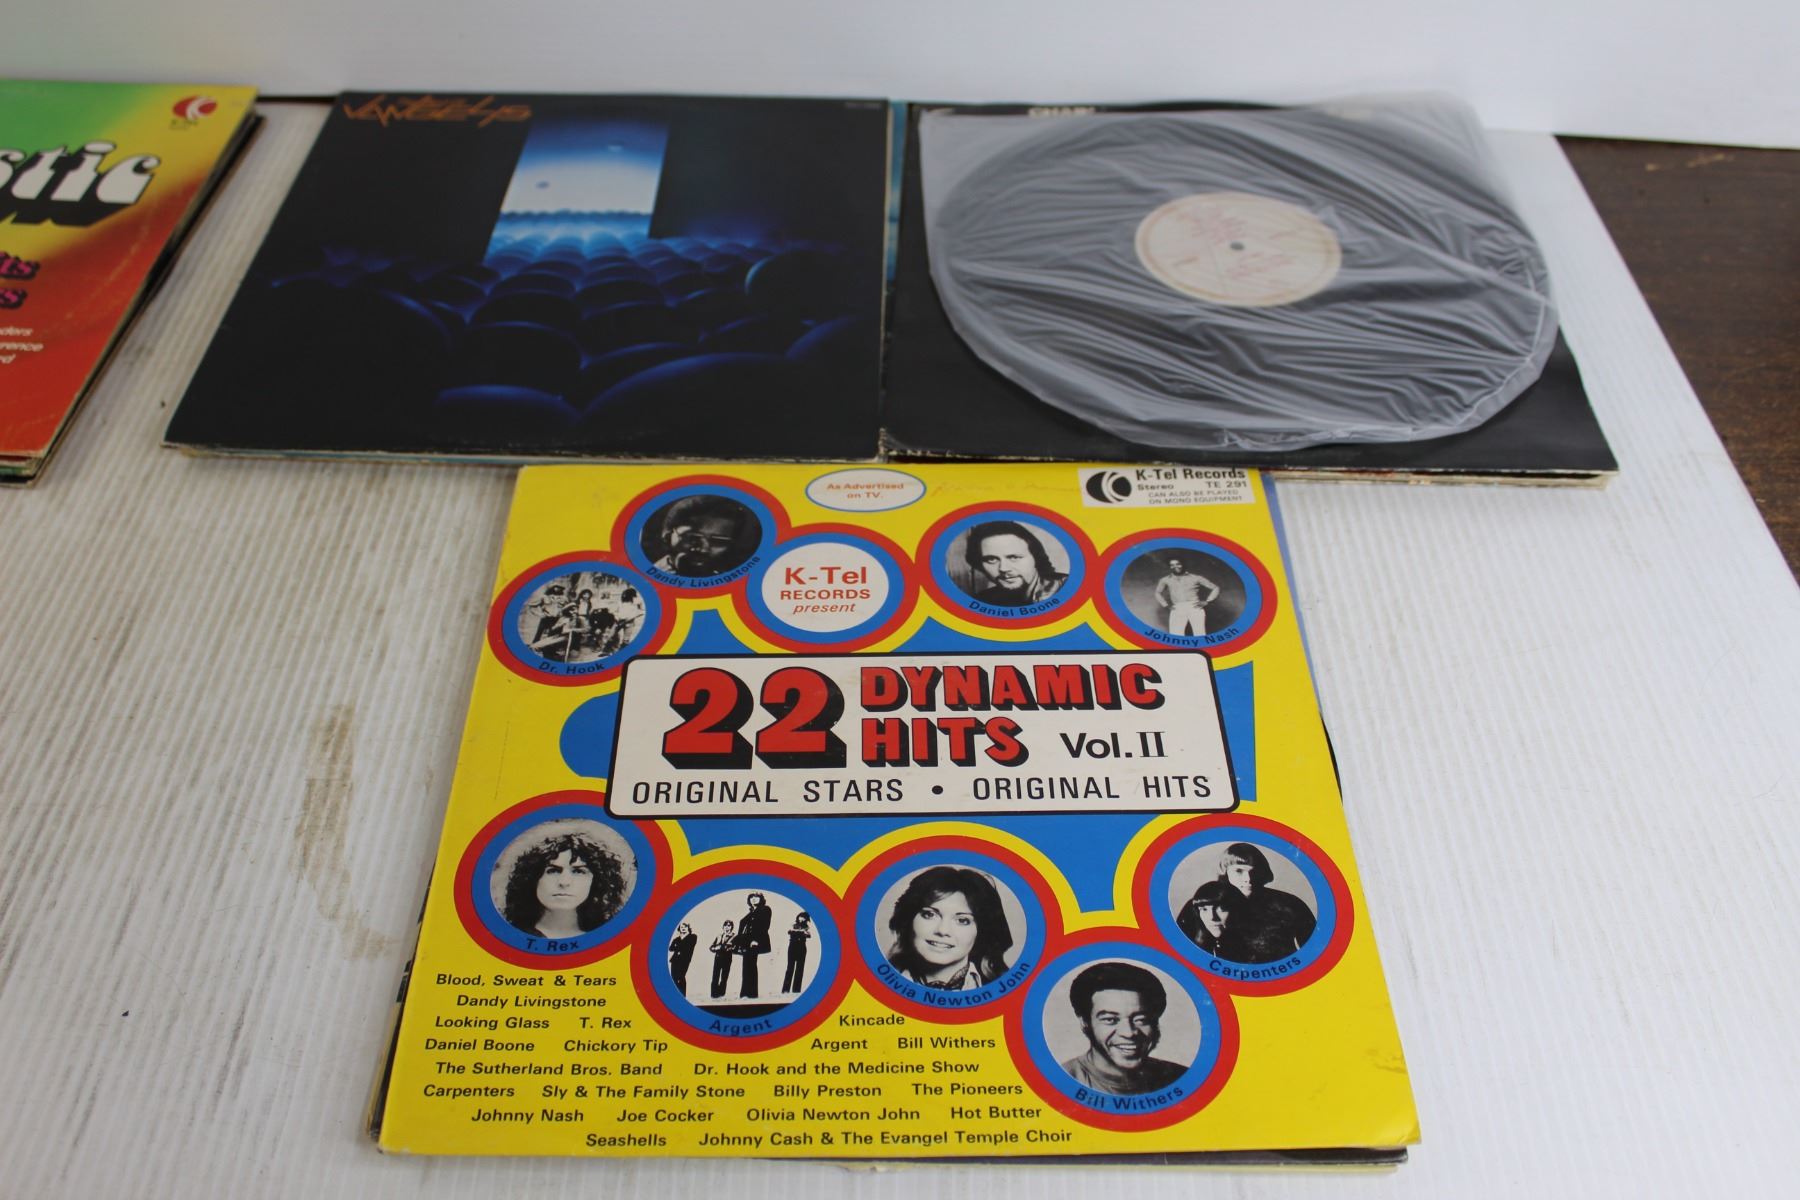 K
stic
The
VANGELIS
ders
As Advertised
on TV.
K-Tel Records
Stereo TE 291
CAN ALSO BE PLAYED
ON MONO EQUIPMENT
Dandy Livingstone
K-Tel
RECORDS
present
Daniel Boone
Johnny Nash
Dr. Hook
22 DYNAMIC
HITS Vol. II
ORIGINAL STARS • ORIGINAL HITS
T. Rex
Argent
Olivia Newton John
Carpenters
Bill Withers
Blood, Sweat & Tears
Dandy Livingstone
Looking Glass T. Rex Kincade
Daniel Boone Chickory Tip Argent Bill Withers
The Sutherland Bros. Band Dr. Hook and the Medicine Show
Carpenters Sly & The Family Stone Billy Preston The Pioneers
Johnny Nash Joe Cocker Olivia Newton John Hot Butter
Seashells Johnny Cash & The Evangel Temple Choir